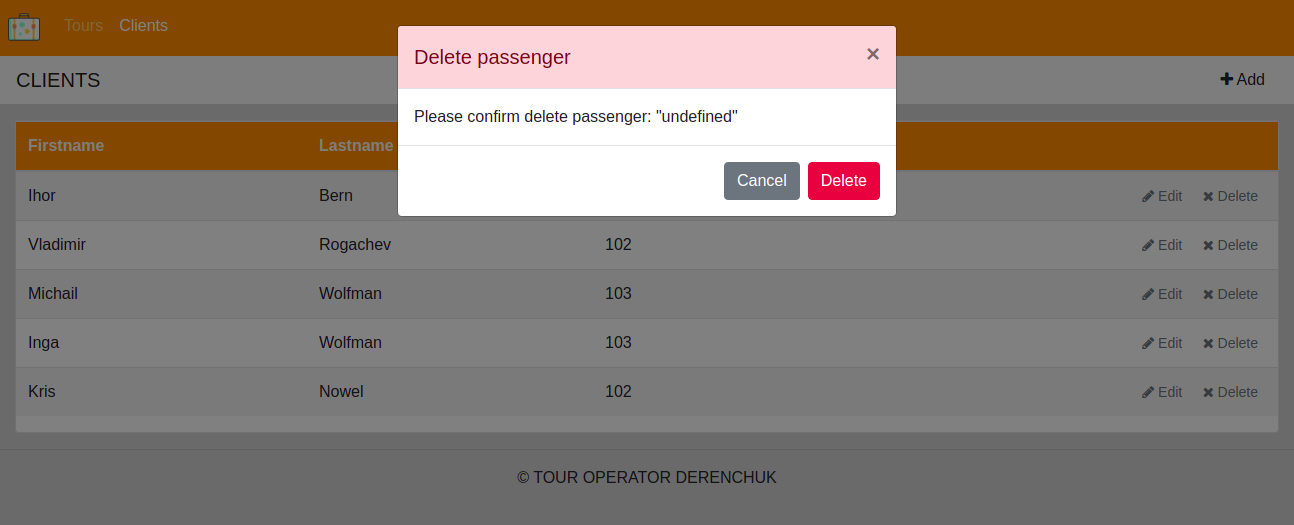 Tours Clients
Delete passenger ×
CLIENTS
Add
Please confirm delete passenger: "undefined"
Firstname Lastname
Cancel Delete
Ihor Bern Edit Delete
Vladimir Rogachev 102 Edit Delete
Michail Wolfman 103 Edit Delete
Inga Wolfman 103 Edit Delete
Kris Nowel 102 Edit Delete
© TOUR OPERATOR DERENCHUK